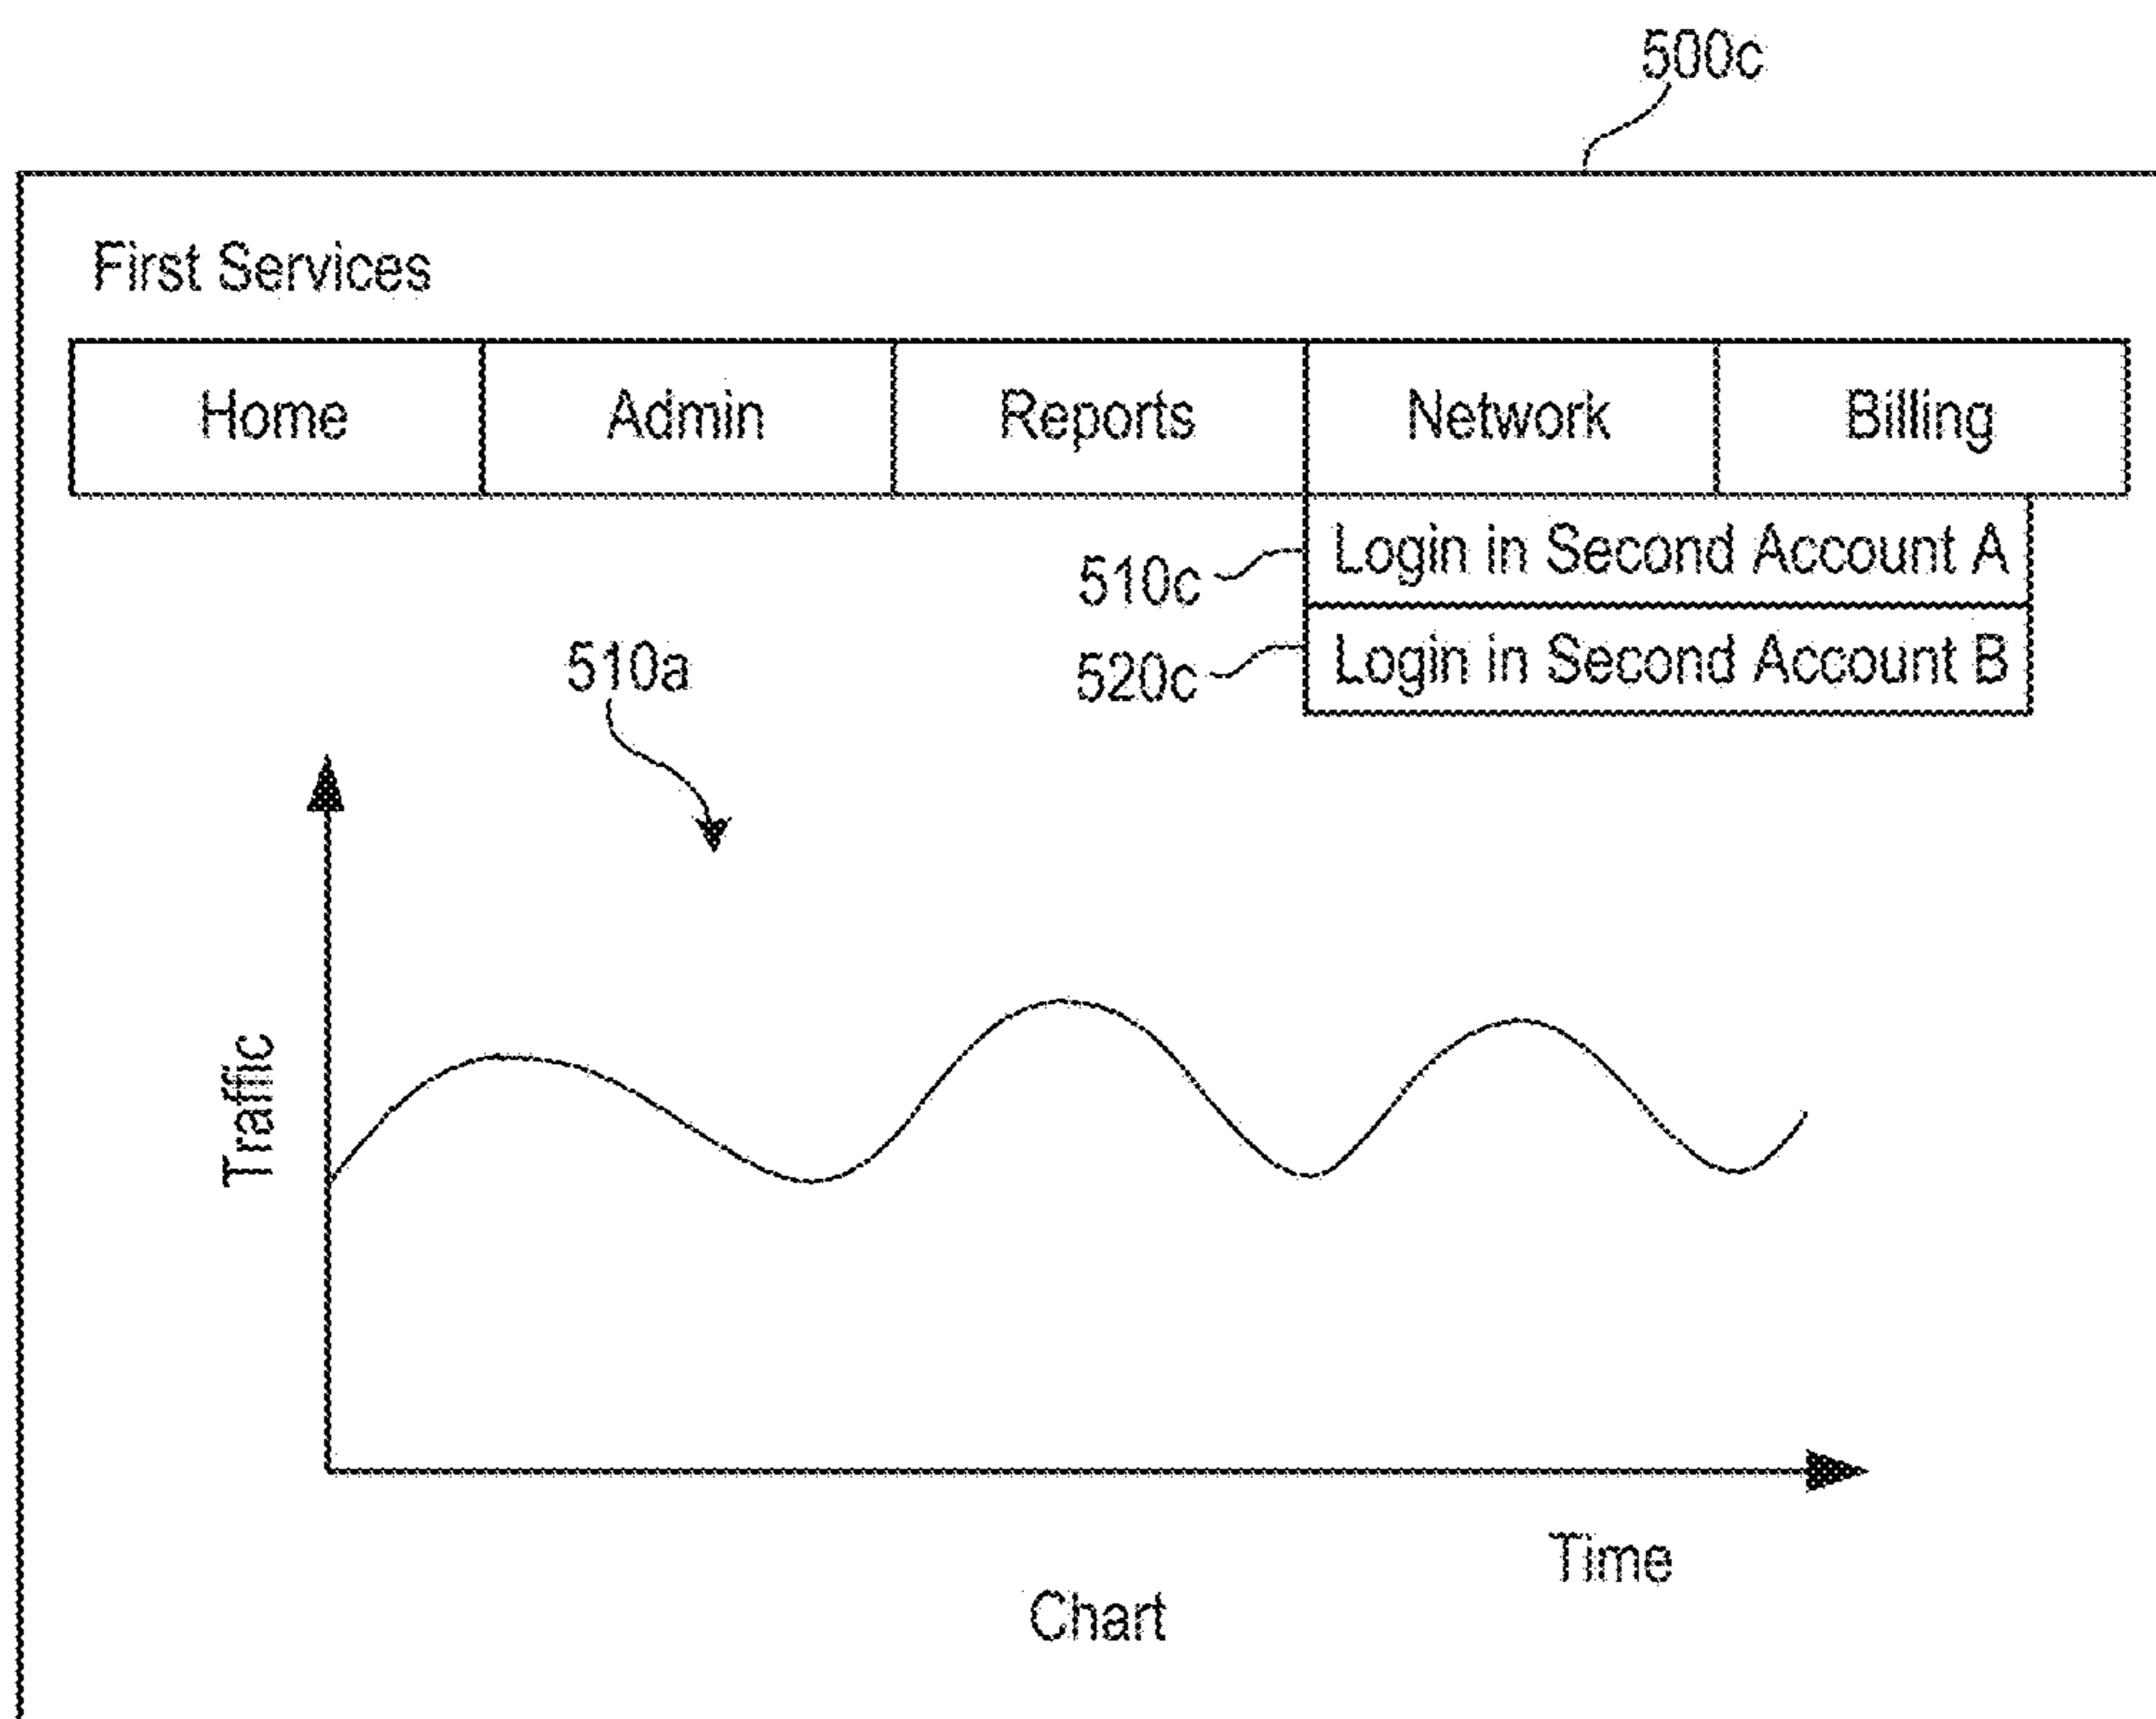 500c
First Services
Home Admin Reports Network Billing
510c Login in Second Account A
520c Login in Second Account B
510a
Traffic
Time
Chart